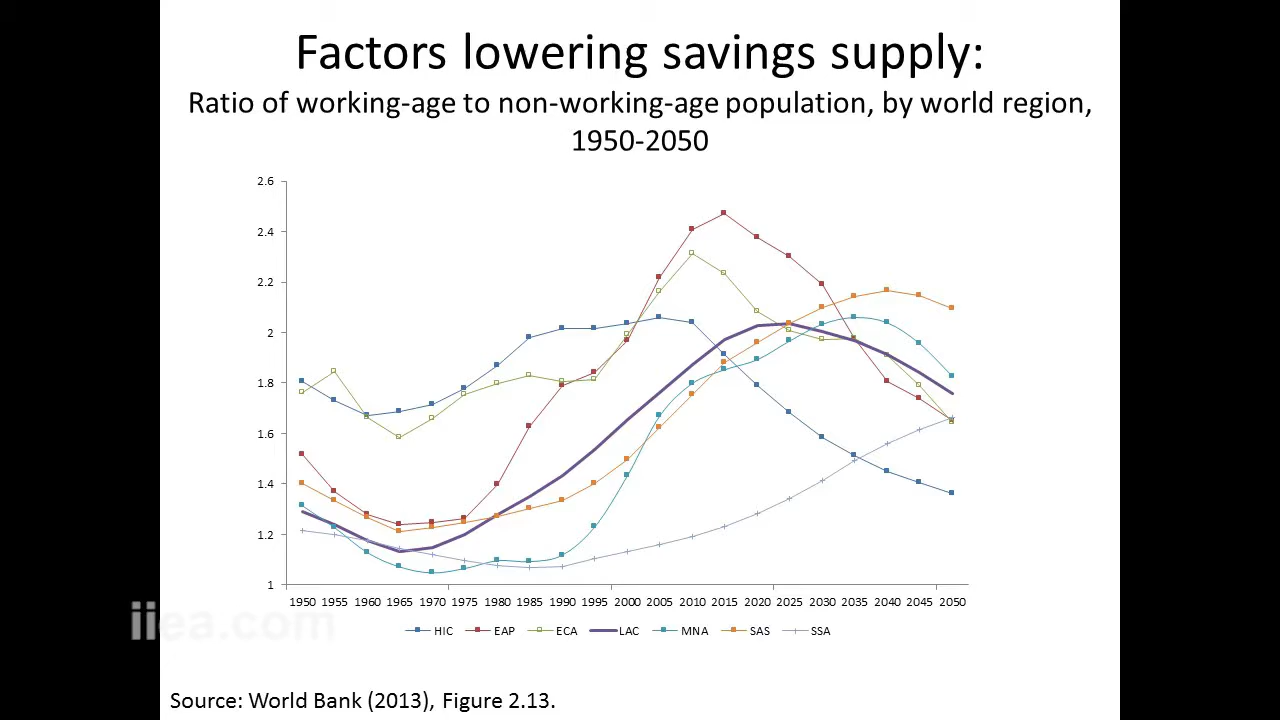 Factors lowering savings supply:
Ratio of working-age to non-working-age population, by world region,
1950-2050
2.6
2.4
2.2
2
1.8
1.6
1.4
1.2
1
1950 1955 1960 1965 1970 1975 1980 1985 1990 1995 2000 2005 2010 2015 2020 2025 2030 2035 2040 2045 2050
HIC EAP ECA LAC MNA SAS SSA
iiea.com
Source: World Bank (2013), Figure 2.13.